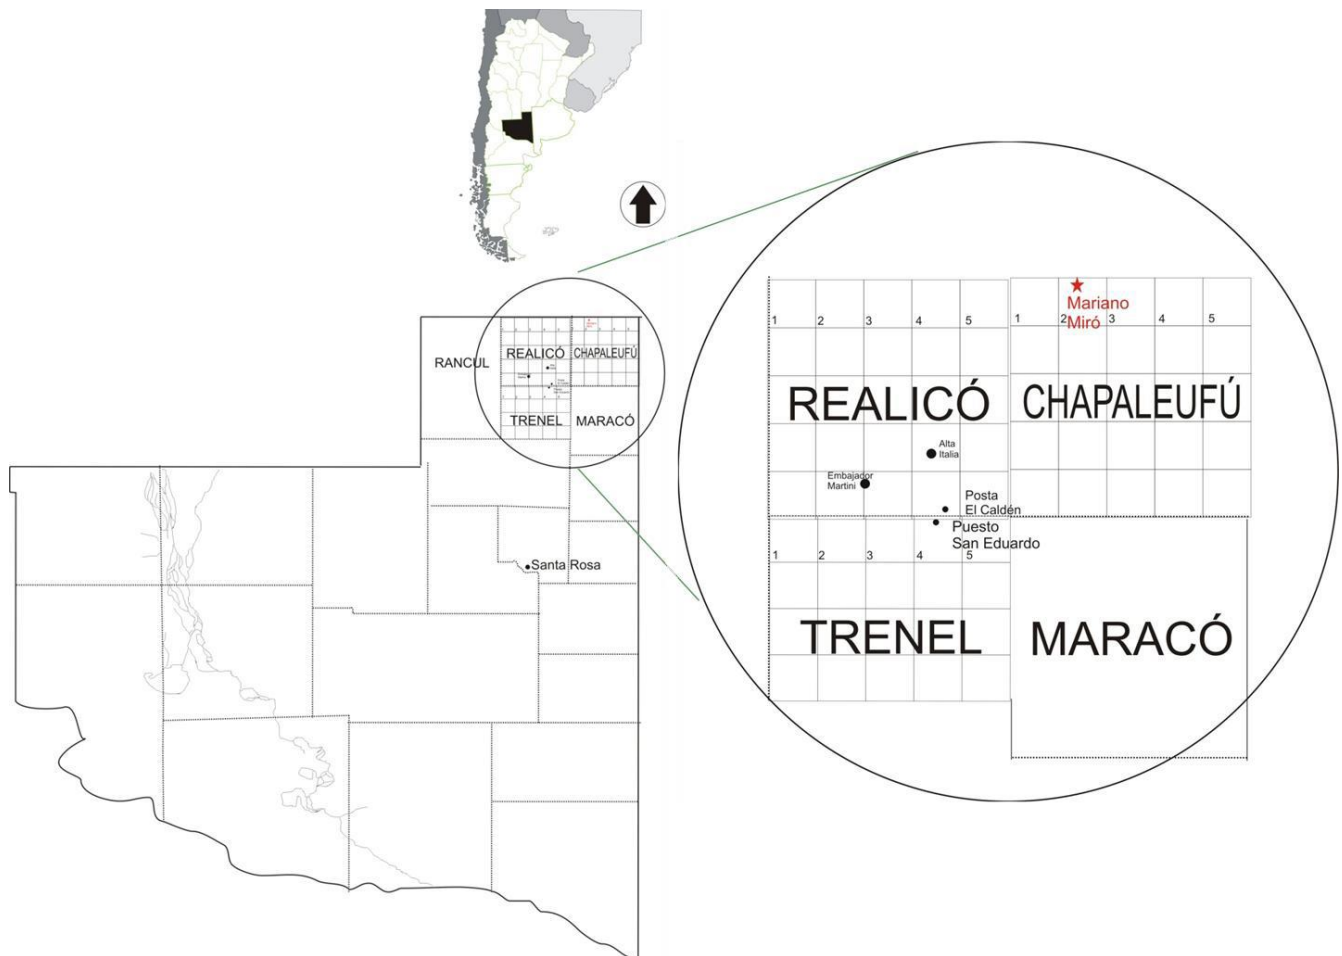 RANCUL
REALICÓ
CHAPALEUFÚ
TRENEL
MARACÓ
Santa Rosa
1 2 3 4 5
1 2 3 4 5
Mariano
Miró
REALICÓ
CHAPALEUFÚ
Alta
Italia
Embajador
Martini
Posta
El Caldén
Puesto
San Eduardo
1 2 3 4 5
TRENEL
MARACÓ